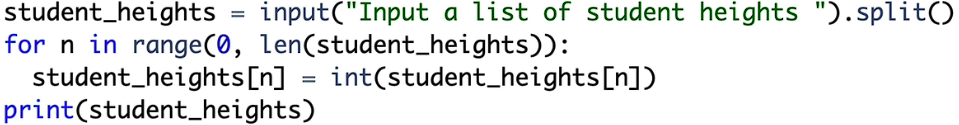 student_heights = input("Input a list of student heights ").split()
for n in range(0, len(student_heights)):
  student_heights[n] = int(student_heights[n])
print(student_heights)